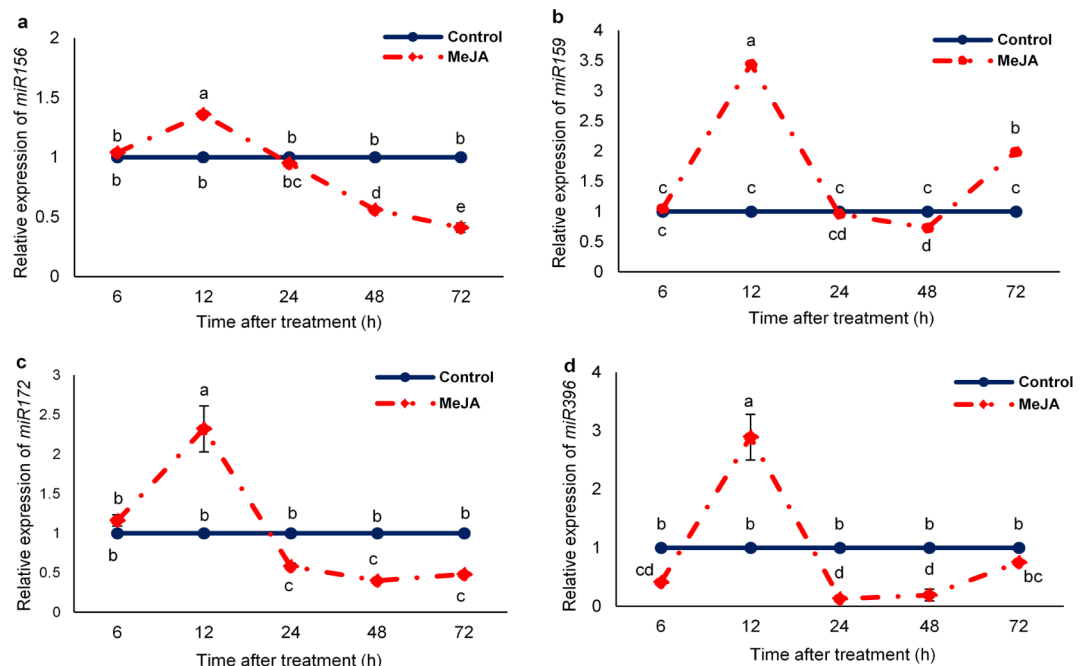 a
Relative expression of miR156
2
1.5
1
0.5
0
Control
MeJA
b
a
b
b
b
b
b
b
bc
d
e
6 12 24 48 72
Time after treatment (h)
b
Relative expression of miR159
4
3.5
3
2.5
2
1.5
1
0.5
0
Control
MeJA
a
b
c
c
c
c
c
c
cd
d
6 12 24 48 72
Time after treatment (h)
c
Relative expression of miR172
3
2.5
2
1.5
1
0.5
0
Control
MeJA
a
b
b
b
b
b
b
c
c
c
6 12 24 48 72
Time after treatment (h)
d
Relative expression of miR396
4
3
2
1
0
Control
MeJA
a
b
b
b
b
b
cd
d
d
bc
6 12 24 48 72
Time after treatment (h)